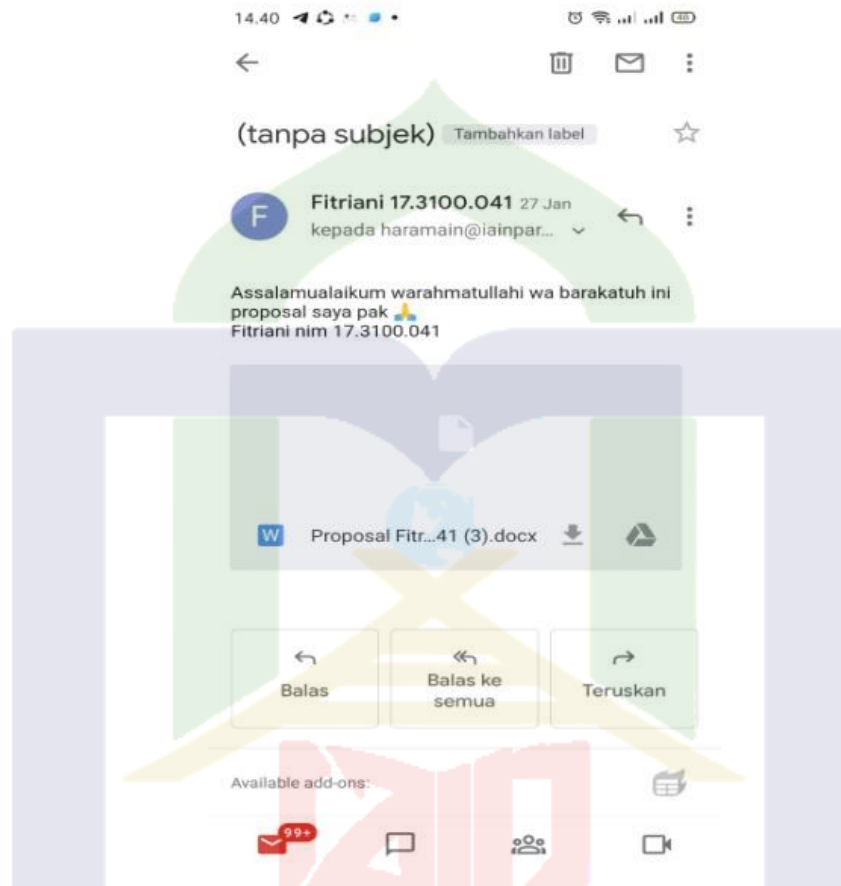 14.40
48
(tanpa subjek) Tambahkan label
F
Fitriani 17.3100.041 27 Jan
kepada haramain@iainpar...
Assalamualaikum warahmatullahi wa barakatuh ini
proposal saya pak 🙏
Fitriani nim 17.3100.041
W Proposal Fitr...41 (3).docx
Balas
Balas ke
semua
Teruskan
Available add-ons:
99+